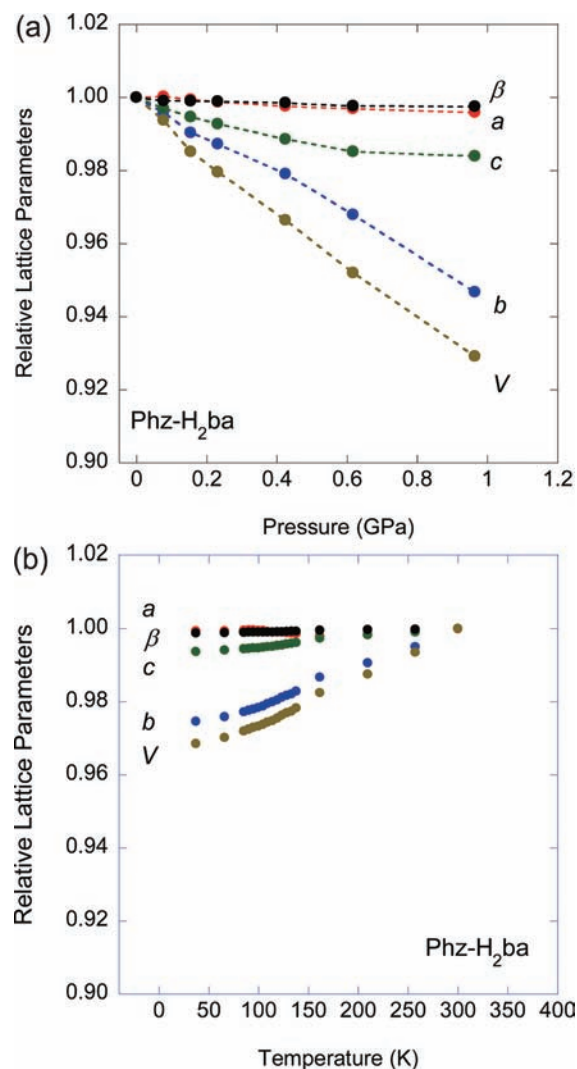 (a)
1.02
1.00
0.98
0.96
0.94
0.92
0.90
Relative Lattice Parameters
β
a
c
b
V
Phz-H₂ba
0 0.2 0.4 0.6 0.8 1 1.2
Pressure (GPa)
(b)
1.02
1.00
0.98
0.96
0.94
0.92
0.90
Relative Lattice Parameters
a
β
c
b
V
Phz-H₂ba
0 50 100 150 200 250 300 350 400
Temperature (K)